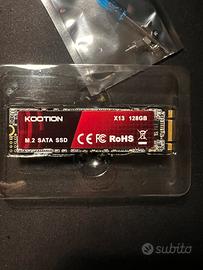 KOOTION
X13 128GB
M.2 SATA SSD
CE FC RoHS
subito